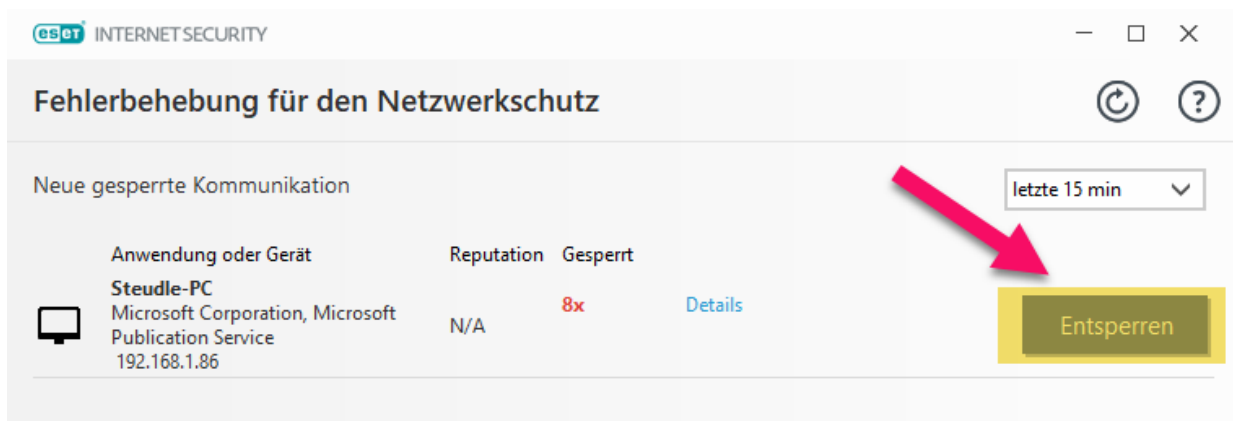 eset INTERNET SECURITY
Fehlerbehebung für den Netzwerkschutz
Neue gesperrte Kommunikation
letzte 15 min
Anwendung oder Gerät Reputation Gesperrt
Steudle-PC
Microsoft Corporation, Microsoft
Publication Service
192.168.1.86
N/A
8x
Details
Entsperren